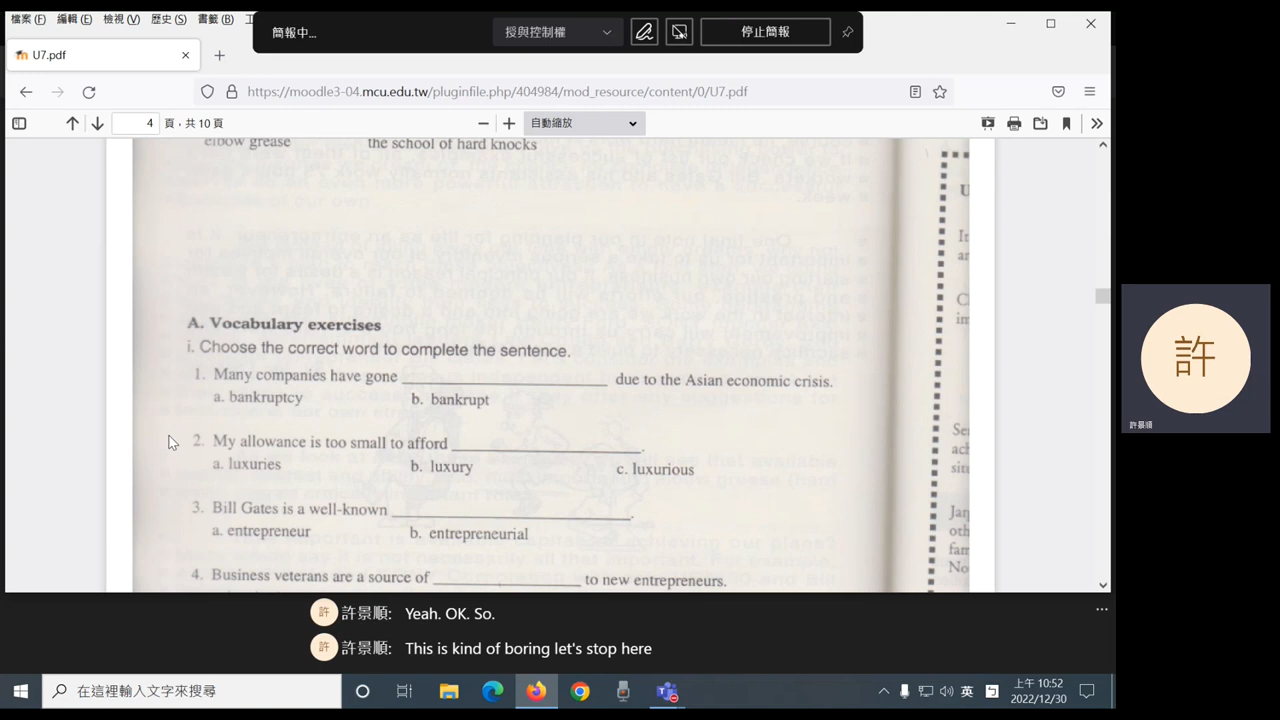 檔案(F) 編輯(E) 檢視(V) 歷史(S) 書籤(B)
簡報中...
授與控制權
停止簡報
U7.pdf
https://moodle3-04.mcu.edu.tw/pluginfile.php/404984/mod_resource/content/0/U7.pdf
4 頁，共 10 頁
自動縮放
elbow grease the school of hard knocks
A. Vocabulary exercises
i. Choose the correct word to complete the sentence.
1. Many companies have gone ____ due to the Asian economic crisis.
a. bankruptcy b. bankrupt
2. My allowance is too small to afford ____.
a. luxuries b. luxury c. luxurious
3. Bill Gates is a well-known ____.
a. entrepreneur b. entrepreneurial
4. Business veterans are a source of ____ to new entrepreneurs.
許
許景順
許 許景順: Yeah. OK. So.
許 許景順: This is kind of boring let's stop here
在這裡輸入文字來搜尋
英
上午 10:52
2022/12/30